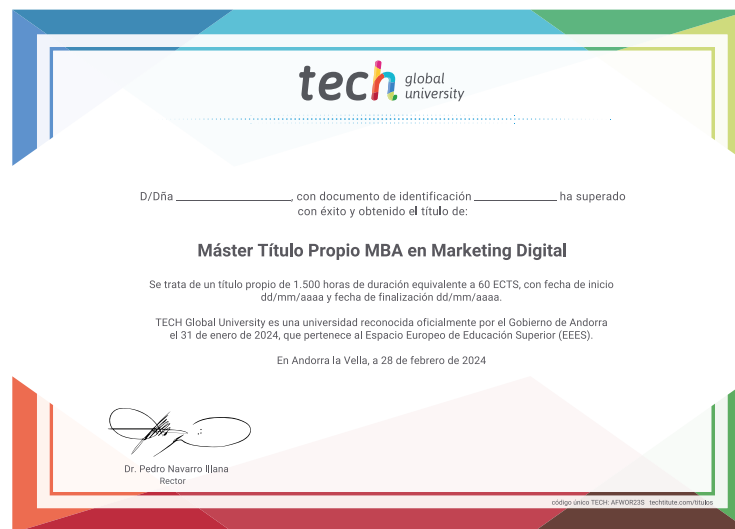 tech global
university
D/Dña ____________, con documento de identificación ____________ ha superado
con éxito y obtenido el título de:
Máster Título Propio MBA en Marketing Digital
Se trata de un título propio de 1.500 horas de duración equivalente a 60 ECTS, con fecha de inicio
dd/mm/aaaa y fecha de finalización dd/mm/aaaa.
TECH Global University es una universidad reconocida oficialmente por el Gobierno de Andorra
el 31 de enero de 2024, que pertenece al Espacio Europeo de Educación Superior (EEES).
En Andorra la Vella, a 28 de febrero de 2024
Dr. Pedro Navarro Illana
Rector
código único TECH: AFWOR23S techtitute.com/titulos